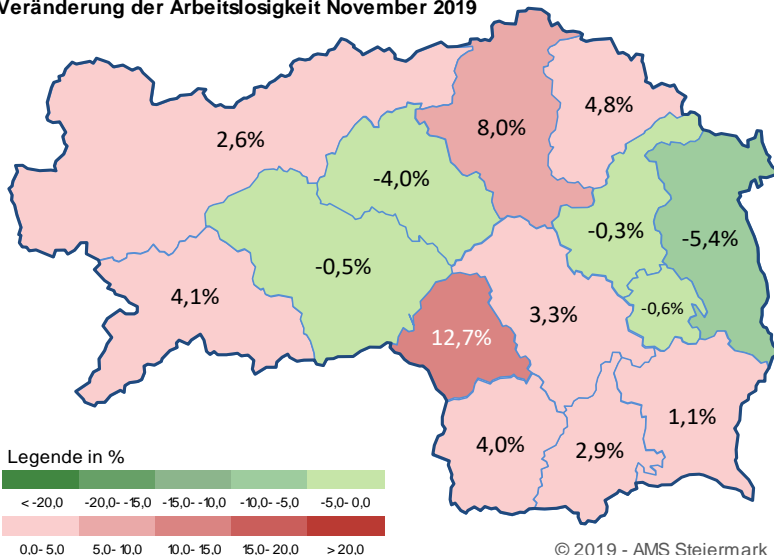 Veränderung der Arbeitslosigkeit November 2019
4,8%
8,0%
2,6%
-4,0%
-0,3%
-5,4%
-0,5%
4,1%
-0,6%
3,3%
12,7%
1,1%
4,0%
2,9%
Legende in %
< -20,0 -20,0- -15,0 -15,0- -10,0 -10,0- -5,0 -5,0- 0,0
0,0- 5,0 5,0- 10,0 10,0- 15,0 15,0- 20,0 > 20,0
© 2019 - AMS Steiermark